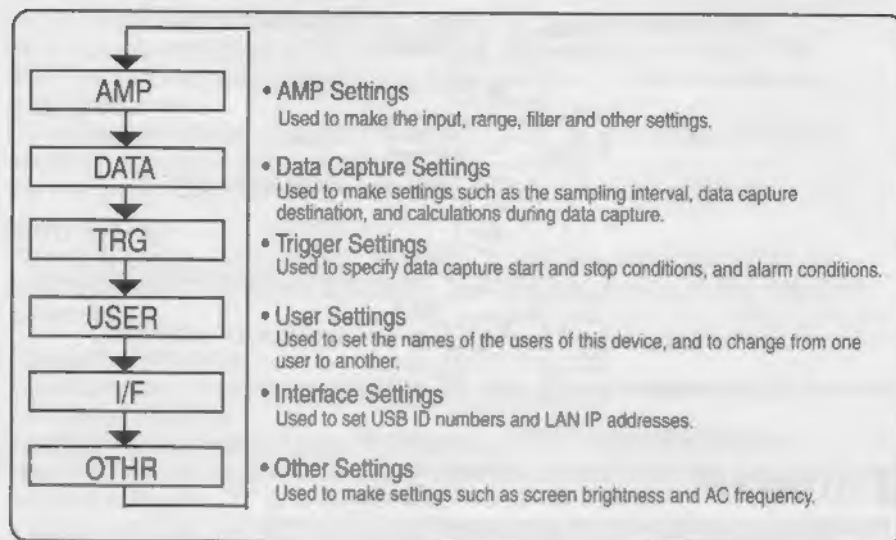 AMP
• AMP Settings
Used to make the input, range, filter and other settings.
DATA
• Data Capture Settings
Used to make settings such as the sampling interval, data capture
destination, and calculations during data capture.
TRG
• Trigger Settings
Used to specify data capture start and stop conditions, and alarm conditions.
USER
• User Settings
Used to set the names of the users of this device, and to change from one
user to another.
I/F
• Interface Settings
Used to set USB ID numbers and LAN IP addresses.
OTHR
• Other Settings
Used to make settings such as screen brightness and AC frequency.